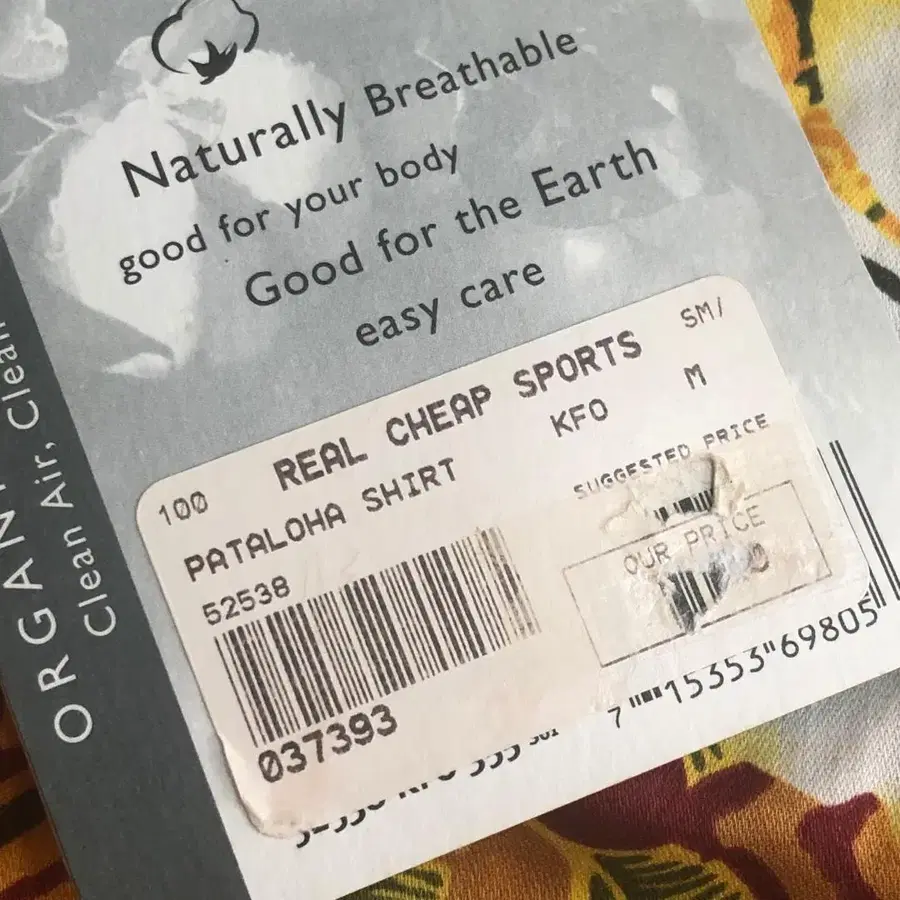 Naturally Breathable
good for your body
Good for the Earth
easy care
Clean Air, Clean
100 REAL CHEAP SPORTS SM/
PATALOHA SHIRT KFO M
52538 SUGGESTED PRICE
OUR PRICE
037393
7 15353 69805